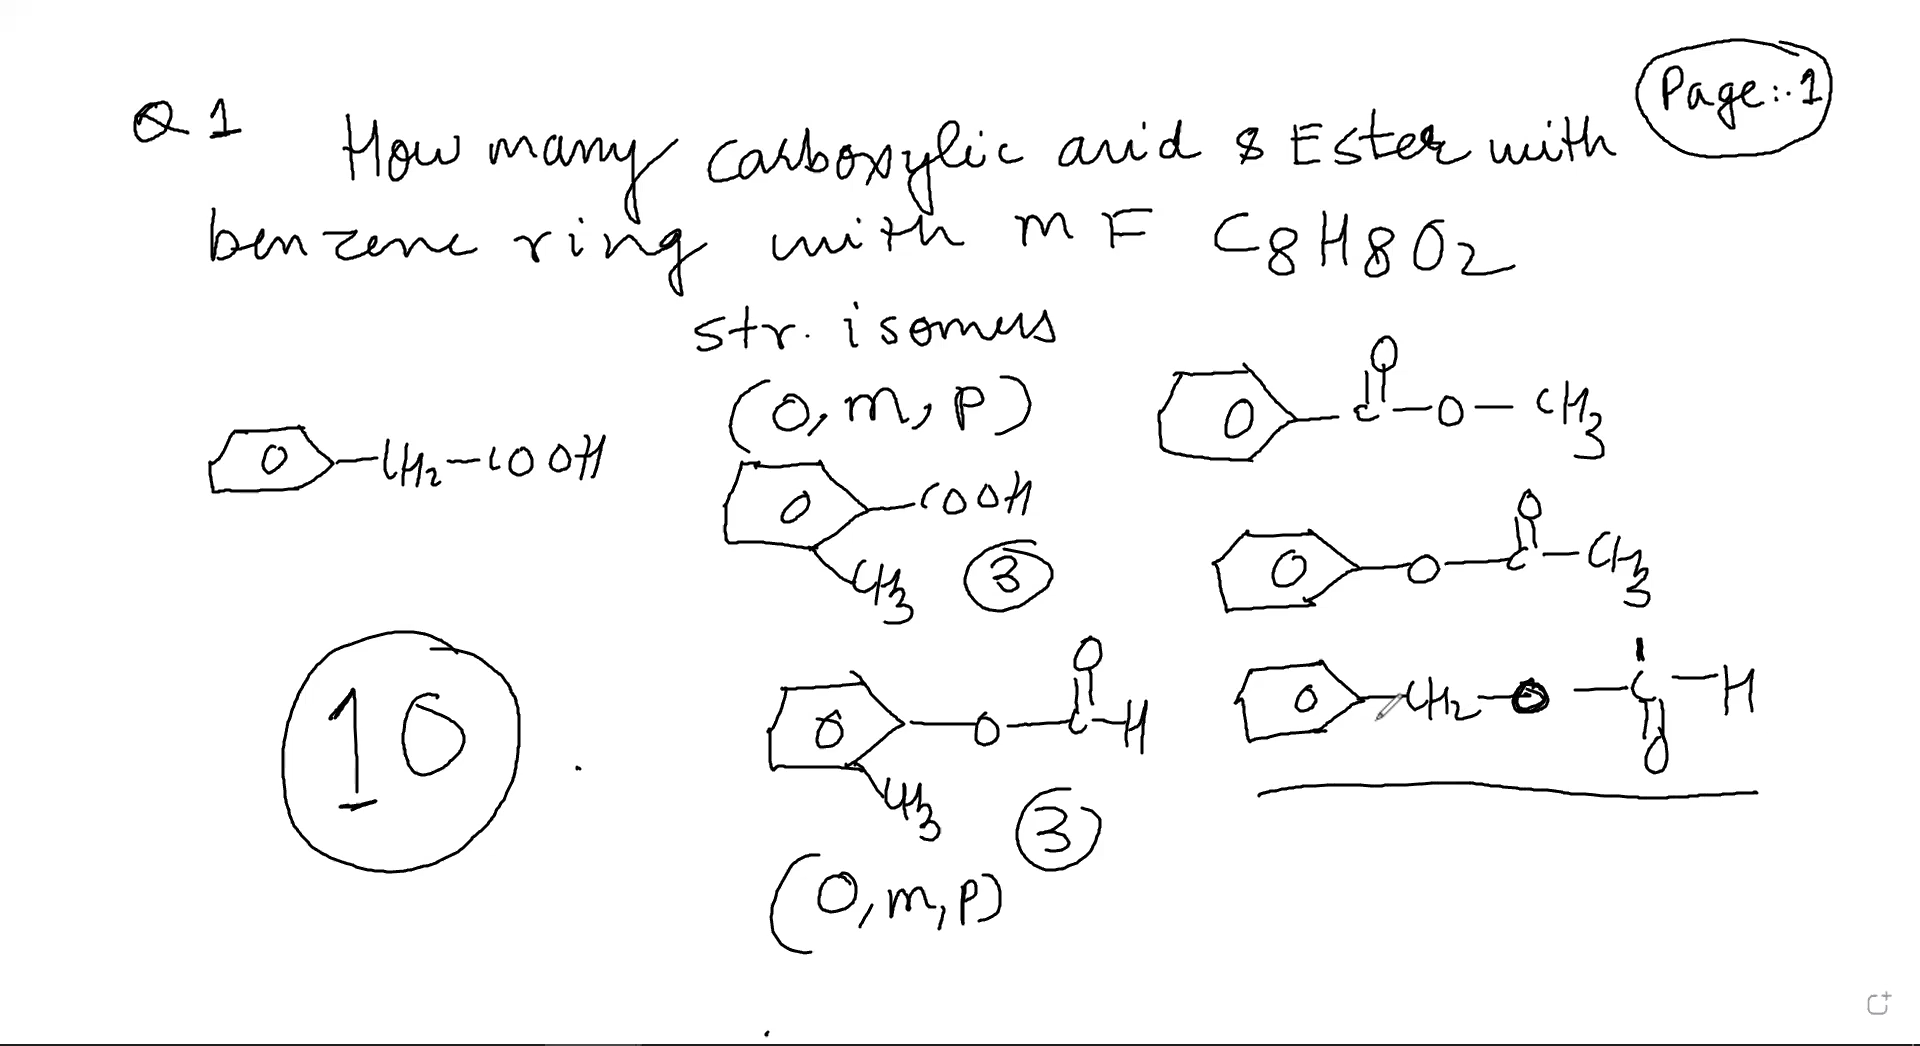 Page:.1
Q1 How many carboxylic acid & Ester with
benzene ring with MF C8H8O2
str. isomers
(O, m, P)
O
C-O-CH3
CH2-COOH
COOH
CH3
3
O
O-C-CH3
10
O
O-C-H
CH3
3
CH2-O-C-H
O
(O, m, P)